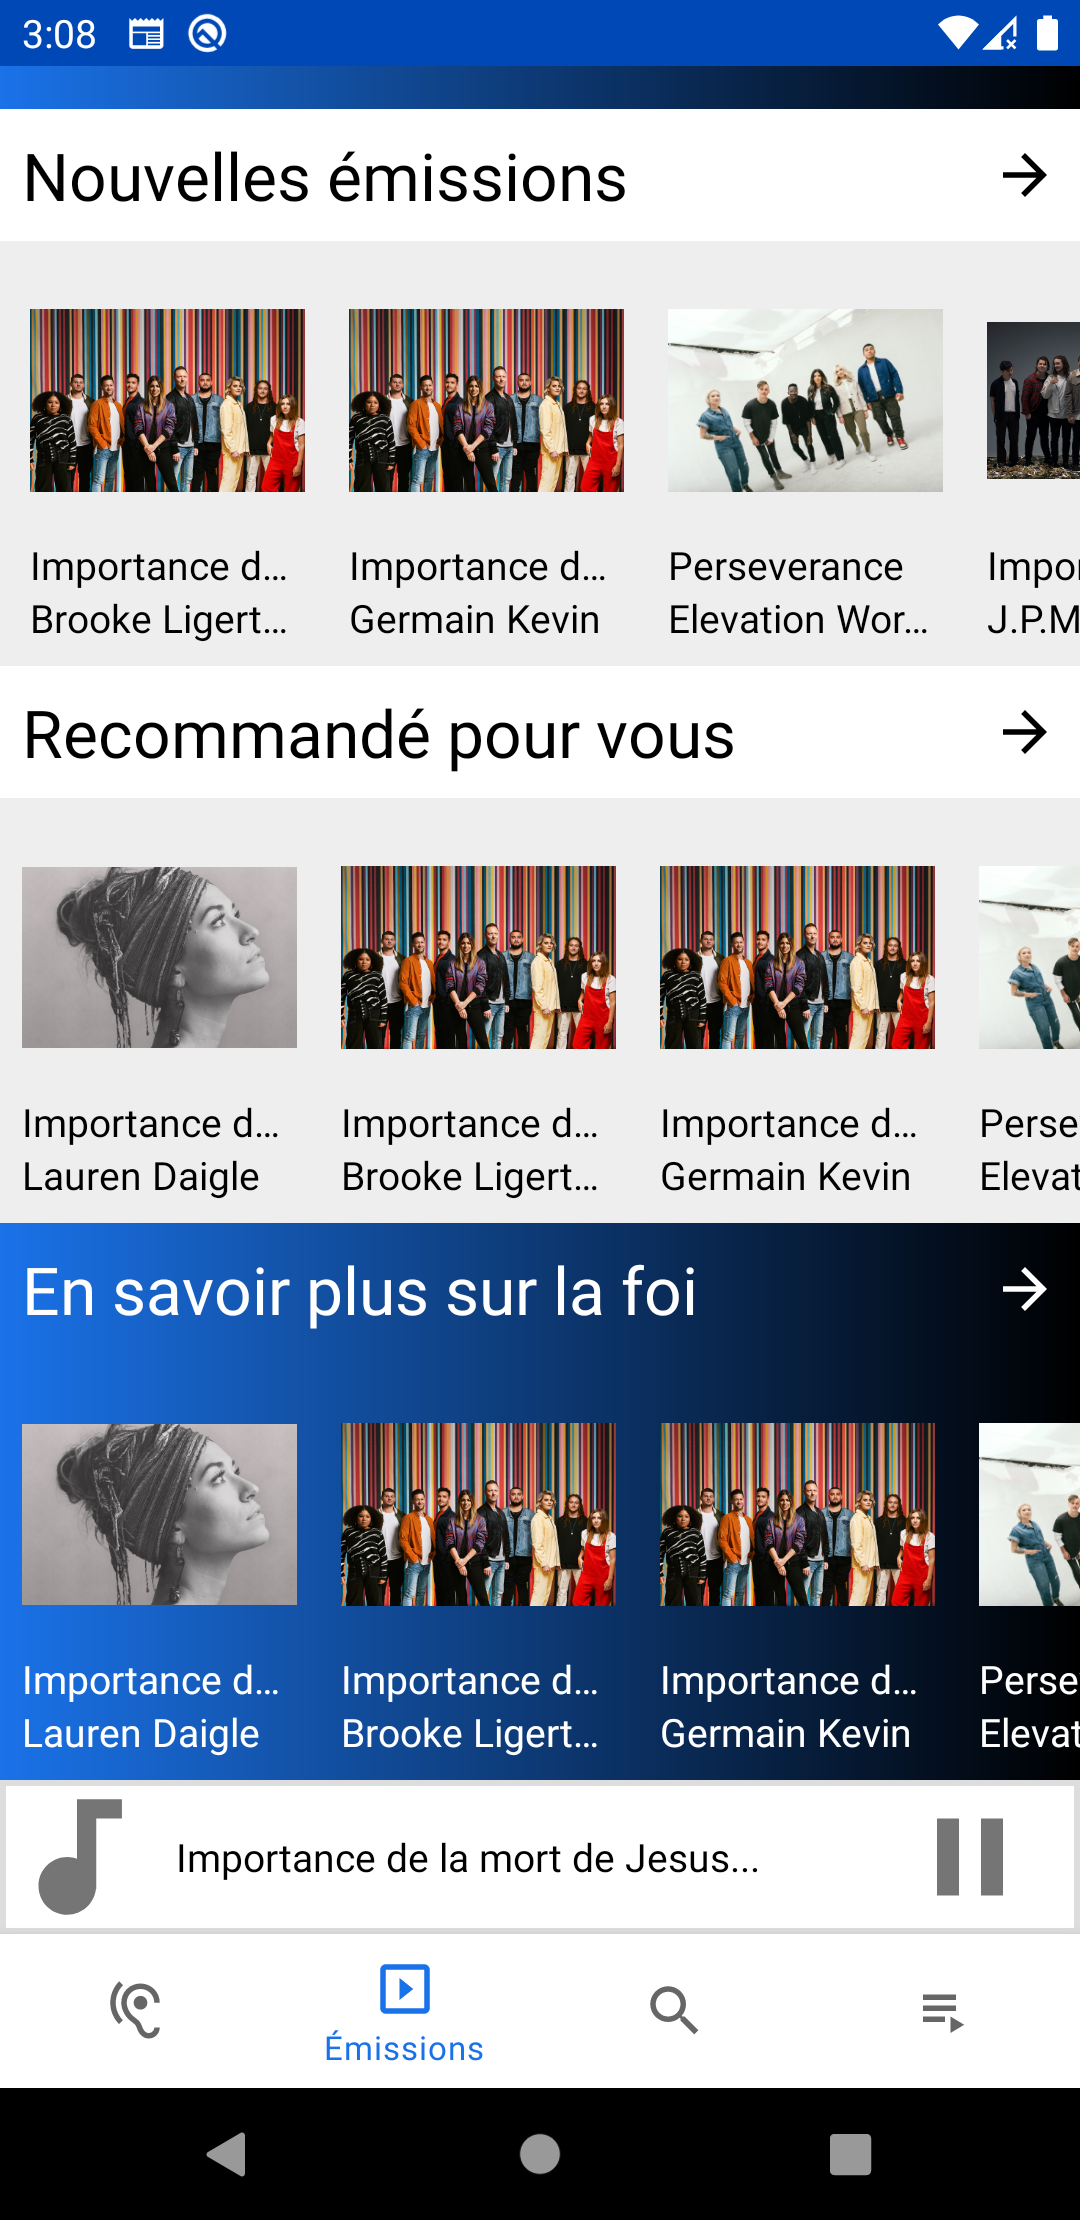 3:08
Nouvelles émissions
Importance d...
Importance d...
Perseverance
Impor
Brooke Ligert...
Germain Kevin
Elevation Wor...
J.P.M
Recommandé pour vous
Importance d...
Importance d...
Importance d...
Perse
Lauren Daigle
Brooke Ligert...
Germain Kevin
Elevat
En savoir plus sur la foi
Importance d...
Importance d...
Importance d...
Perse
Lauren Daigle
Brooke Ligert...
Germain Kevin
Elevat
Importance de la mort de Jesus...
Émissions